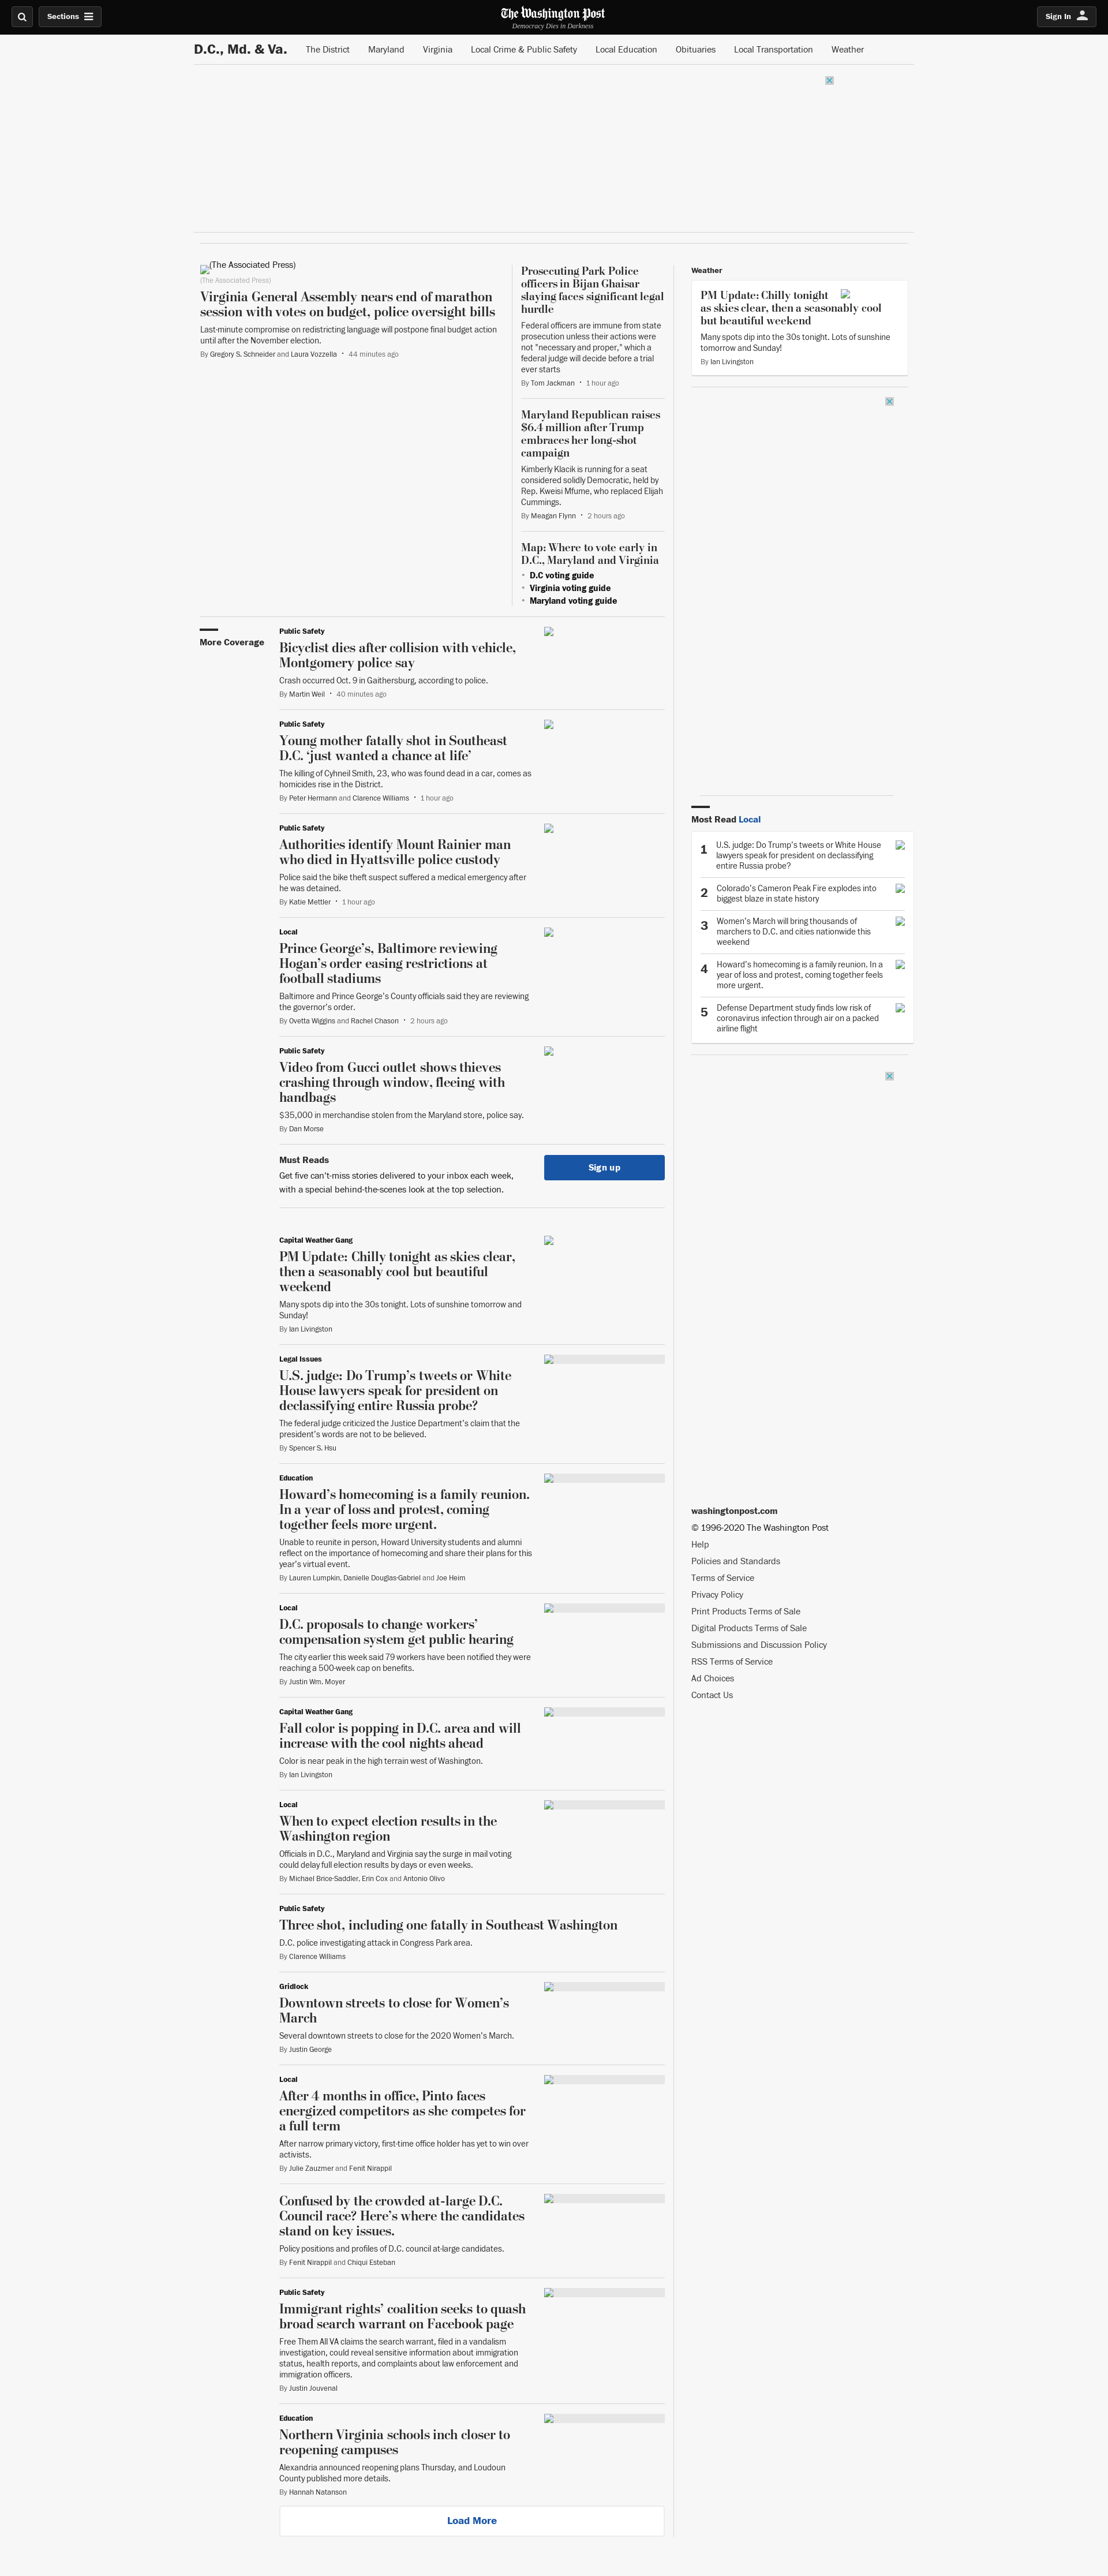 Sections
The Washington Post
Democracy Dies in Darkness
Sign In
D.C., Md. & Va.
The District
Maryland
Virginia
Local Crime & Public Safety
Local Education
Obituaries
Local Transportation
Weather
(The Associated Press)
(The Associated Press)
Virginia General Assembly nears end of marathon
session with votes on budget, police oversight bills
Last-minute compromise on redistricting language will postpone final budget action
until after the November election.
By Gregory S. Schneider and Laura Vozzella • 44 minutes ago
Prosecuting Park Police
officers in Bijan Ghaisar
slaying faces significant legal
hurdle
Federal officers are immune from state
prosecution unless their actions were
not "necessary and proper," which a
federal judge will decide before a trial
ever starts
By Tom Jackman • 1 hour ago
Maryland Republican raises
$6.4 million after Trump
embraces her long-shot
campaign
Kimberly Klacik is running for a seat
considered solidly Democratic, held by
Rep. Kweisi Mfume, who replaced Elijah
Cummings.
By Meagan Flynn • 2 hours ago
Map: Where to vote early in
D.C., Maryland and Virginia
• D.C voting guide
• Virginia voting guide
• Maryland voting guide
Weather
PM Update: Chilly tonight
as skies clear, then a seasonably cool
but beautiful weekend
Many spots dip into the 30s tonight. Lots of sunshine
tomorrow and Sunday!
By Ian Livingston
More Coverage
Public Safety
Bicyclist dies after collision with vehicle,
Montgomery police say
Crash occurred Oct. 9 in Gaithersburg, according to police.
By Martin Weil • 40 minutes ago
Public Safety
Young mother fatally shot in Southeast
D.C. ‘just wanted a chance at life’
The killing of Cyhneil Smith, 23, who was found dead in a car, comes as
homicides rise in the District.
By Peter Hermann and Clarence Williams • 1 hour ago
Public Safety
Authorities identify Mount Rainier man
who died in Hyattsville police custody
Police said the bike theft suspect suffered a medical emergency after
he was detained.
By Katie Mettler • 1 hour ago
Local
Prince George’s, Baltimore reviewing
Hogan’s order easing restrictions at
football stadiums
Baltimore and Prince George’s County officials said they are reviewing
the governor’s order.
By Ovetta Wiggins and Rachel Chason • 2 hours ago
Public Safety
Video from Gucci outlet shows thieves
crashing through window, fleeing with
handbags
$35,000 in merchandise stolen from the Maryland store, police say.
By Dan Morse
Must Reads
Get five can't-miss stories delivered to your inbox each week,
with a special behind-the-scenes look at the top selection.
Sign up
Capital Weather Gang
PM Update: Chilly tonight as skies clear,
then a seasonably cool but beautiful
weekend
Many spots dip into the 30s tonight. Lots of sunshine tomorrow and
Sunday!
By Ian Livingston
Legal Issues
U.S. judge: Do Trump’s tweets or White
House lawyers speak for president on
declassifying entire Russia probe?
The federal judge criticized the Justice Department’s claim that the
president’s words are not to be believed.
By Spencer S. Hsu
Education
Howard’s homecoming is a family reunion.
In a year of loss and protest, coming
together feels more urgent.
Unable to reunite in person, Howard University students and alumni
reflect on the importance of homecoming and share their plans for this
year’s virtual event.
By Lauren Lumpkin, Danielle Douglas-Gabriel and Joe Heim
Local
D.C. proposals to change workers’
compensation system get public hearing
The city earlier this week said 79 workers have been notified they were
reaching a 500-week cap on benefits.
By Justin Wm. Moyer
Capital Weather Gang
Fall color is popping in D.C. area and will
increase with the cool nights ahead
Color is near peak in the high terrain west of Washington.
By Ian Livingston
Local
When to expect election results in the
Washington region
Officials in D.C., Maryland and Virginia say the surge in mail voting
could delay full election results by days or even weeks.
By Michael Brice-Saddler, Erin Cox and Antonio Olivo
Public Safety
Three shot, including one fatally in Southeast Washington
D.C. police investigating attack in Congress Park area.
By Clarence Williams
Gridlock
Downtown streets to close for Women’s
March
Several downtown streets to close for the 2020 Women’s March.
By Justin George
Local
After 4 months in office, Pinto faces
energized competitors as she competes for
a full term
After narrow primary victory, first-time office holder has yet to win over
activists.
By Julie Zauzmer and Fenit Nirappil
Confused by the crowded at-large D.C.
Council race? Here’s where the candidates
stand on key issues.
Policy positions and profiles of D.C. council at-large candidates.
By Fenit Nirappil and Chiqui Esteban
Public Safety
Immigrant rights’ coalition seeks to quash
broad search warrant on Facebook page
Free Them All VA claims the search warrant, filed in a vandalism
investigation, could reveal sensitive information about immigration
status, health reports, and complaints about law enforcement and
immigration officers.
By Justin Jouvenal
Education
Northern Virginia schools inch closer to
reopening campuses
Alexandria announced reopening plans Thursday, and Loudoun
County published more details.
By Hannah Natanson
Load More
Most Read Local
1 U.S. judge: Do Trump’s tweets or White House
lawyers speak for president on declassifying
entire Russia probe?
2 Colorado’s Cameron Peak Fire explodes into
biggest blaze in state history
3 Women’s March will bring thousands of
marchers to D.C. and cities nationwide this
weekend
4 Howard’s homecoming is a family reunion. In a
year of loss and protest, coming together feels
more urgent.
5 Defense Department study finds low risk of
coronavirus infection through air on a packed
airline flight
washingtonpost.com
© 1996-2020 The Washington Post
Help
Policies and Standards
Terms of Service
Privacy Policy
Print Products Terms of Sale
Digital Products Terms of Sale
Submissions and Discussion Policy
RSS Terms of Service
Ad Choices
Contact Us